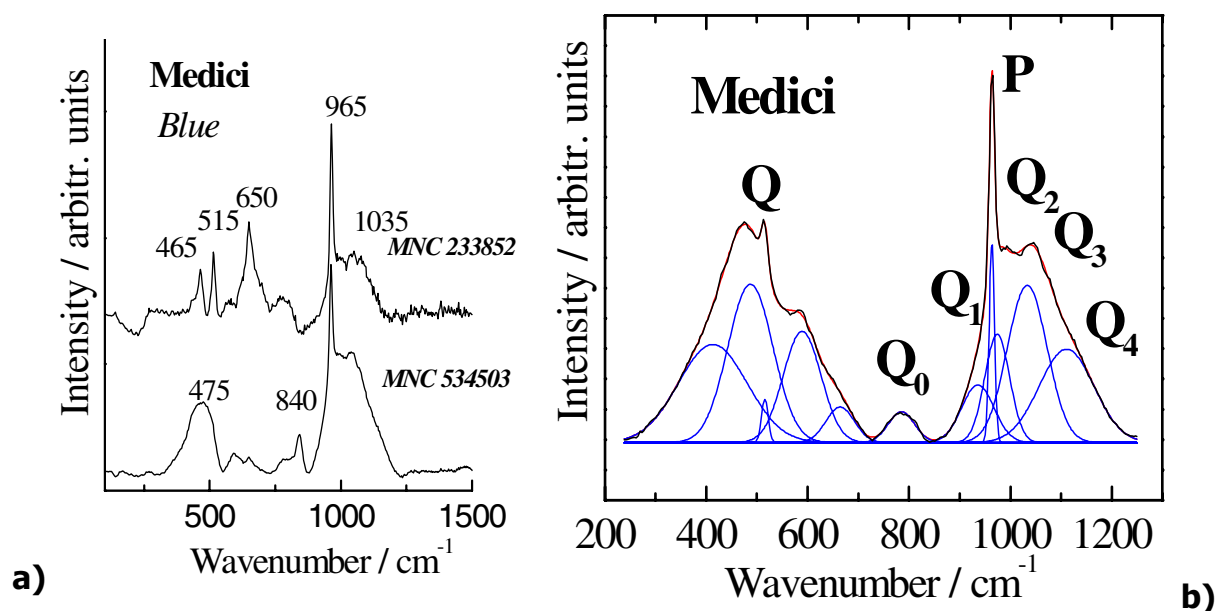 Medici
Blue
965
650
515
465
1035
MNC 233852
475
840
MNC 534503
500
1000
1500
Intensity / arbitr. units
Wavenumber / cm-1
a)
Medici
P
Q
Q2
Q3
Q1
Q4
Q0
200
400
600
800
1000
1200
Intensity / arbitr. units
Wavenumber / cm-1
b)